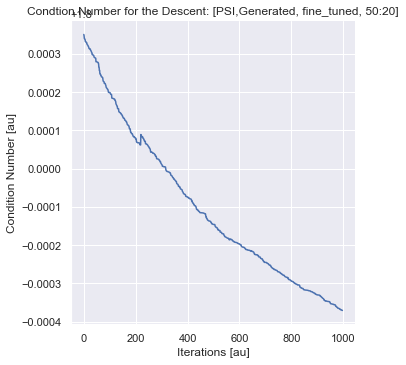 Condtion Number for the Descent: [PSI,Generated, fine_tuned, 50:20]
0.0003
0.0002
0.0001
0.0000
−0.0001
−0.0002
−0.0003
−0.0004
Condition Number [au]
0 200 400 600 800 1000
Iterations [au]